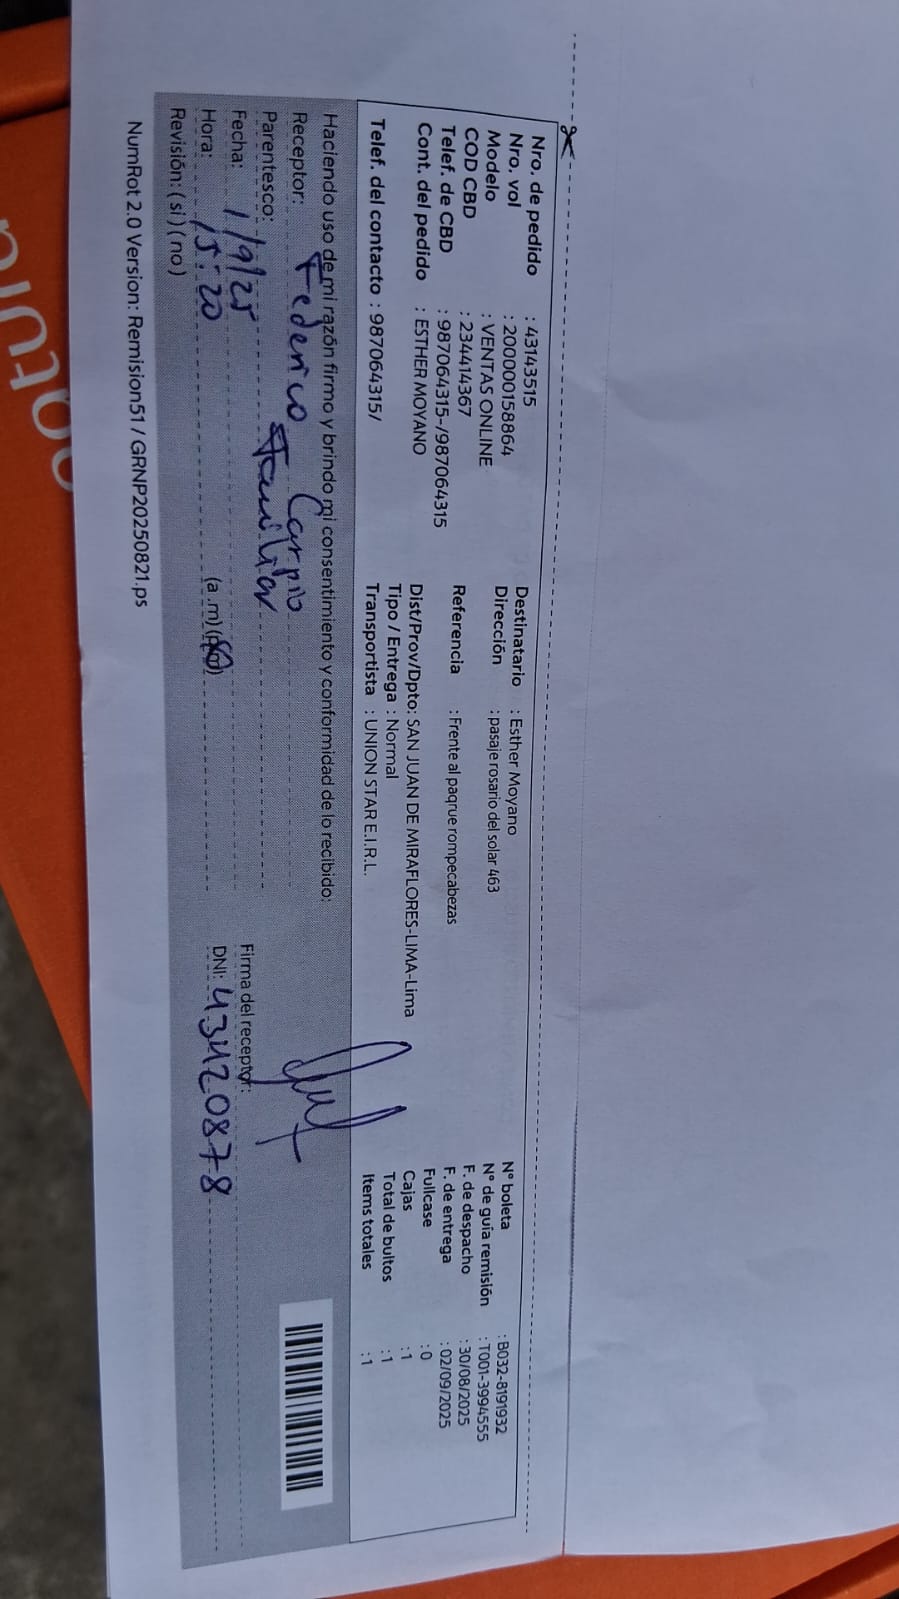 Nro. de pedido : 43143515
Nro. vol : 200000158864
Modelo : VENTAS ONLINE
COD CBD : 234414367
Telef. de CBD : 987064315-/987064315
Cont. del pedido : ESTHER MOYANO
Telef. del contacto : 987064315/
Destinatario : Esther Moyano
Dirección : pasaje rosario del solar 463
Referencia : Frente al paqrue rompecabezas
Dist/Prov/Dpto: SAN JUAN DE MIRAFLORES-LIMA-Lima
Tipo / Entrega : Normal
Transportista : UNION STAR E.I.R.L.
N° boleta : B032-8191932
N° de guía remisión : T001-3994555
F. de despacho : 30/08/2025
F. de entrega : 02/09/2025
Fullcase : 0
Cajas : 1
Total de bultos : 1
Items totales : 1
Haciendo uso de mi razón firmo y brindo mi consentimiento y conformidad de lo recibido:
Receptor: Federico Carpio
Parentesco: Familiar
Fecha: 1/9/25
Hora: 15:20 (a.m)
Revisión: (si) (no)
Firma del receptor:
DNI: 43420878
NumRot 2.0 Version: Remision51 / GRNP20250821.ps